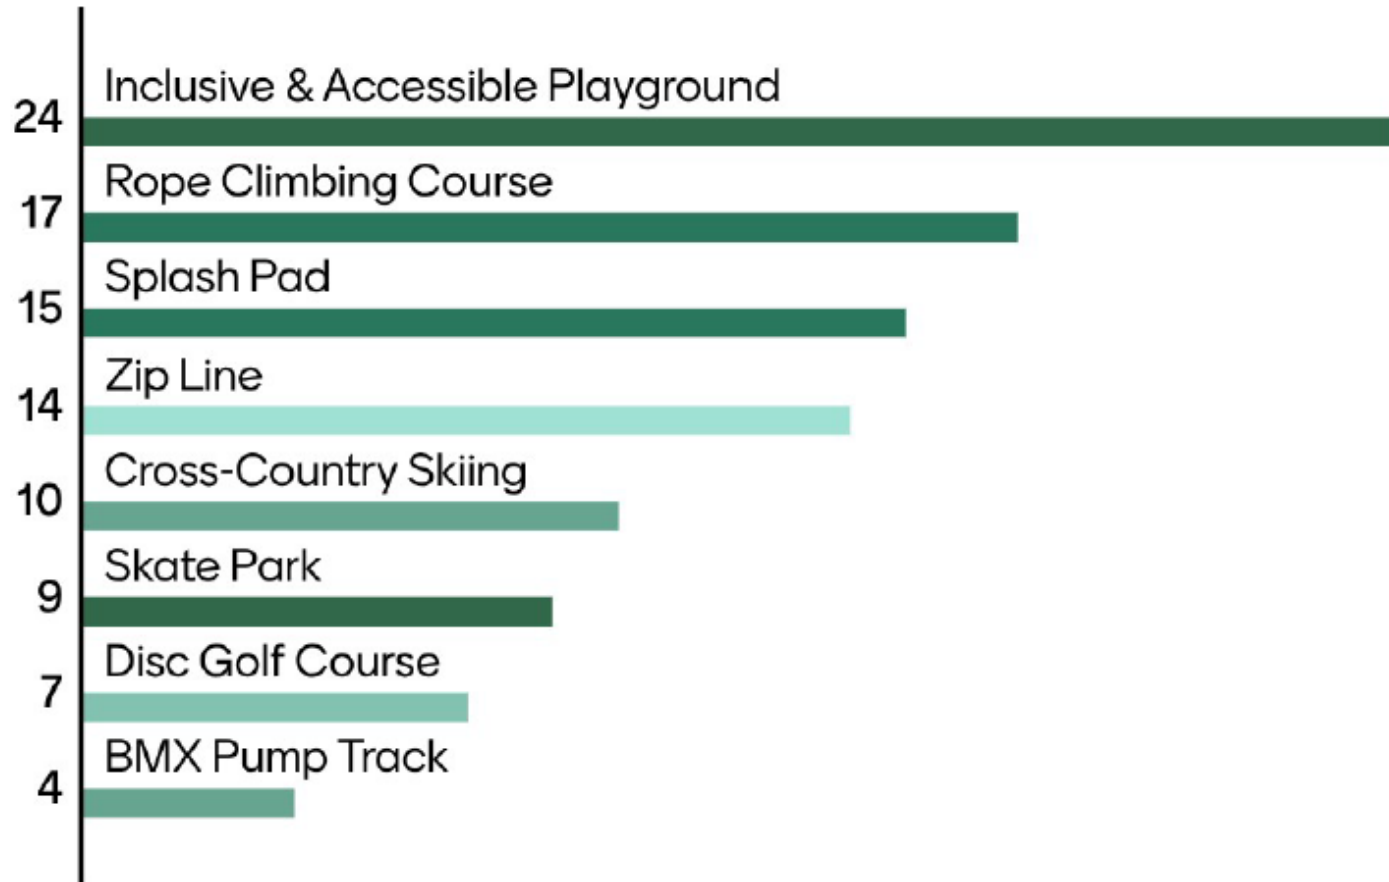 Inclusive & Accessible Playground
24
Rope Climbing Course
17
Splash Pad
15
Zip Line
14
Cross-Country Skiing
10
Skate Park
9
Disc Golf Course
7
BMX Pump Track
4